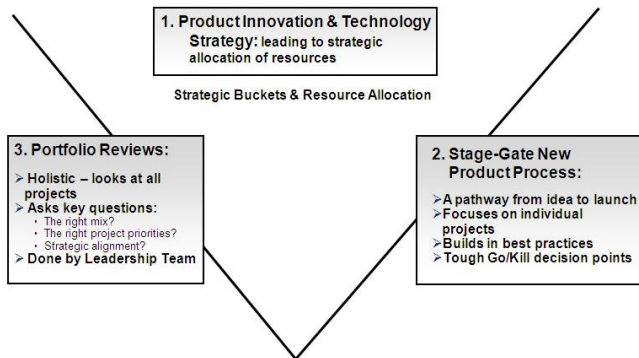 1. Product Innovation & Technology
Strategy: leading to strategic
allocation of resources
Strategic Buckets & Resource Allocation
3. Portfolio Reviews:
➢ Holistic – looks at all
projects
➢ Asks key questions:
• The right mix?
• The right project priorities?
• Strategic alignment?
➢ Done by Leadership Team
2. Stage-Gate New
Product Process:
➢ A pathway from idea to launch
➢ Focuses on individual
projects
➢ Builds in best practices
➢ Tough Go/Kill decision points